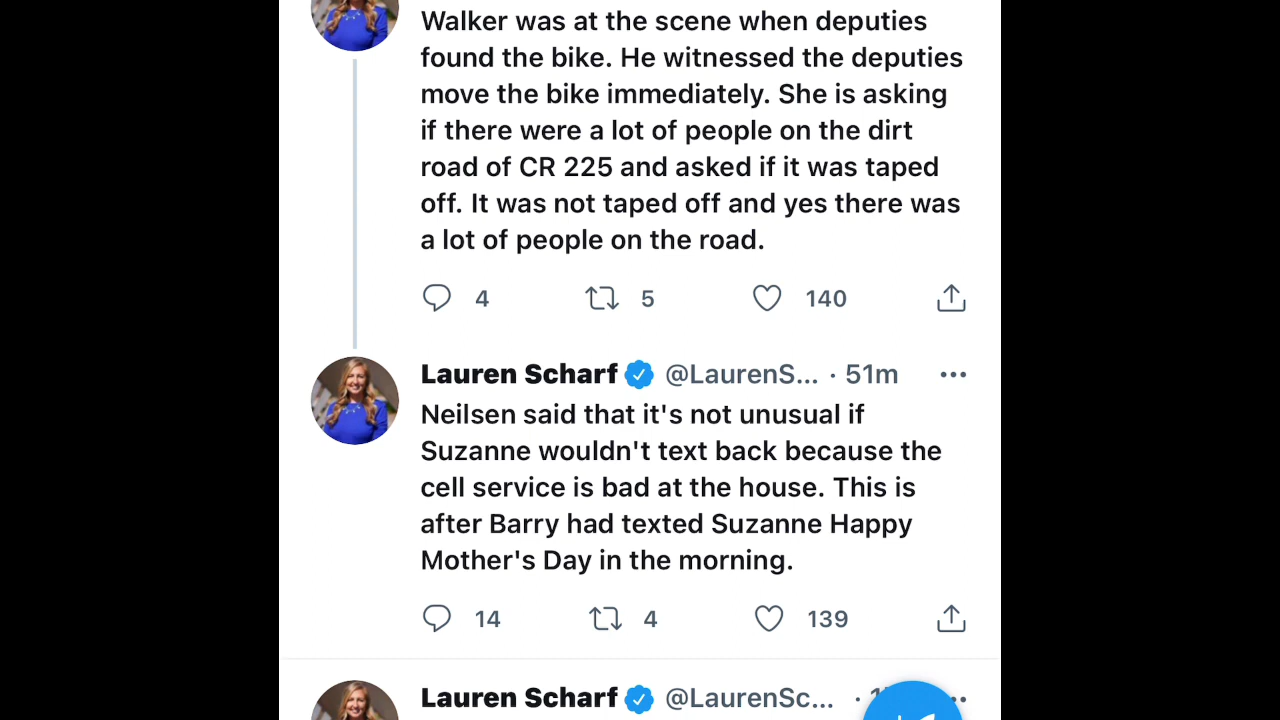 Walker was at the scene when deputies
found the bike. He witnessed the deputies
move the bike immediately. She is asking
if there were a lot of people on the dirt
road of CR 225 and asked if it was taped
off. It was not taped off and yes there was
a lot of people on the road.
4 5 140
Lauren Scharf @LaurenS... · 51m
Neilsen said that it's not unusual if
Suzanne wouldn't text back because the
cell service is bad at the house. This is
after Barry had texted Suzanne Happy
Mother's Day in the morning.
14 4 139
Lauren Scharf @LaurenSc... ·